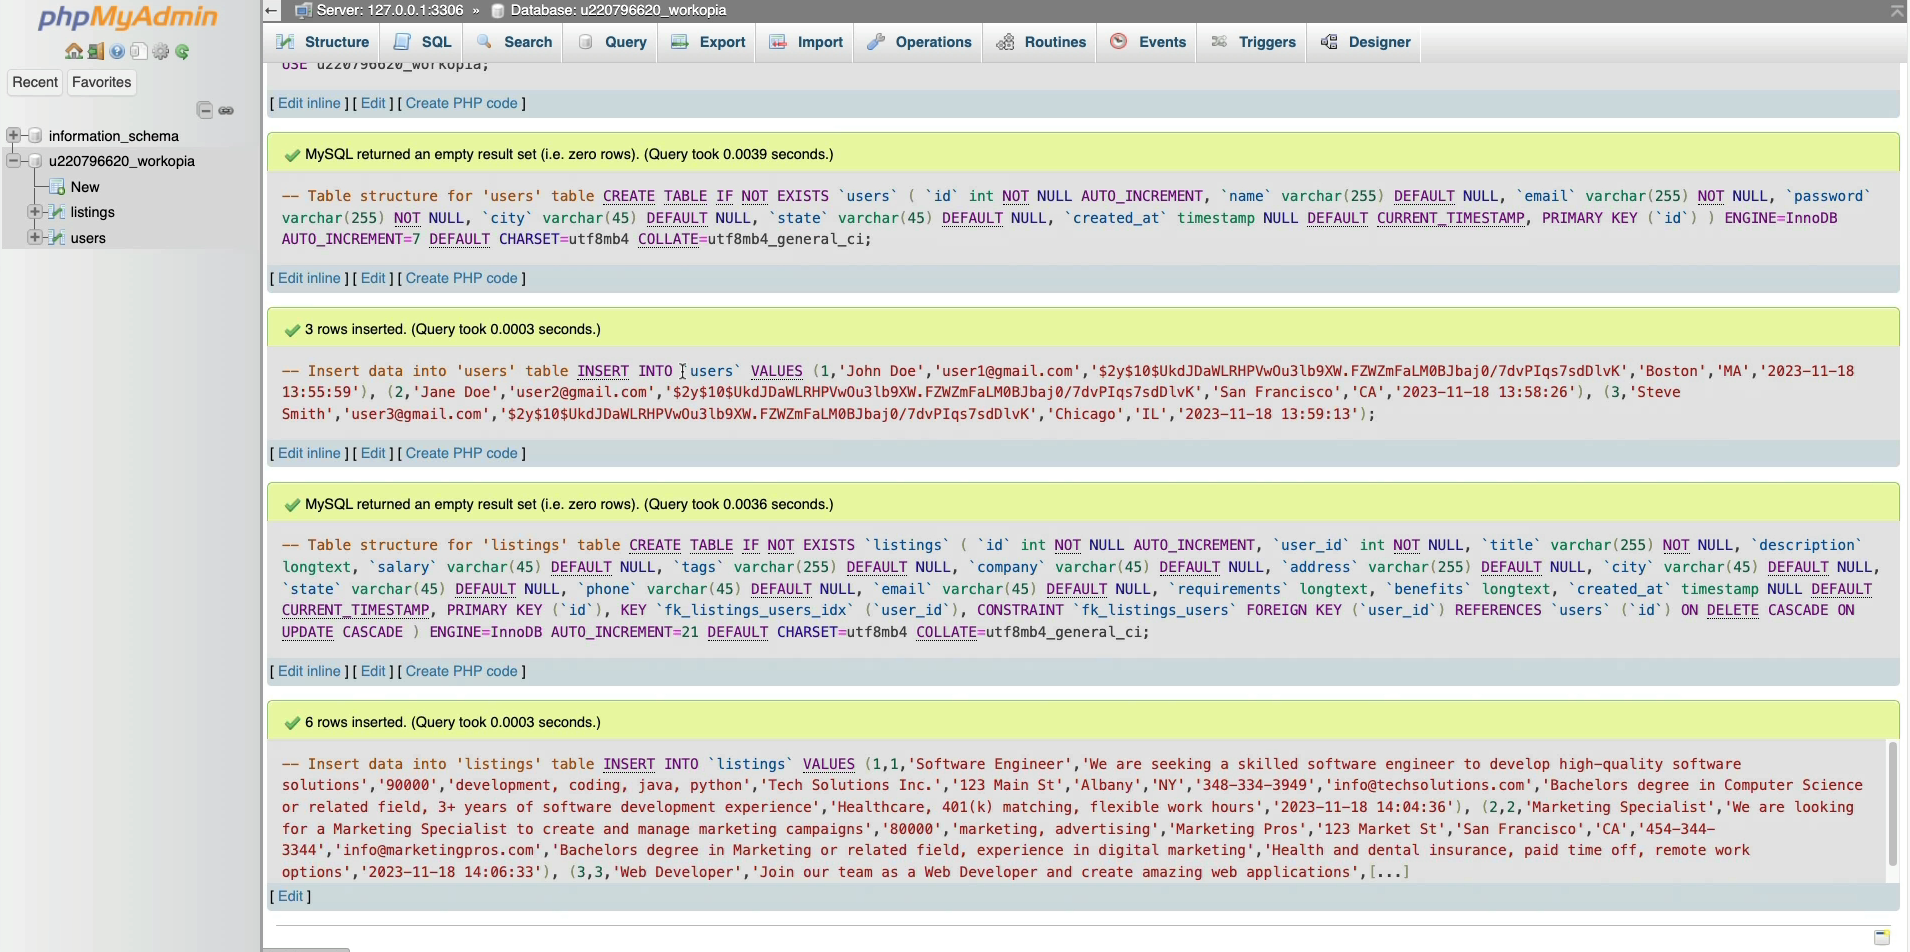 phpMyAdmin
Recent Favorites
information_schema
u220796620_workopia
New
listings
users
Server: 127.0.0.1:3306 » Database: u220796620_workopia
Structure SQL Search Query Export Import Operations Routines Events Triggers Designer
USE u220796620_workopia;
[ Edit inline ] [ Edit ] [ Create PHP code ]
MySQL returned an empty result set (i.e. zero rows). (Query took 0.0039 seconds.)
-- Table structure for 'users' table CREATE TABLE IF NOT EXISTS `users` ( `id` int NOT NULL AUTO_INCREMENT, `name` varchar(255) DEFAULT NULL, `email` varchar(255) NOT NULL, `password`
varchar(255) NOT NULL, `city` varchar(45) DEFAULT NULL, `state` varchar(45) DEFAULT NULL, `created_at` timestamp NULL DEFAULT CURRENT_TIMESTAMP, PRIMARY KEY (`id`) ) ENGINE=InnoDB
AUTO_INCREMENT=7 DEFAULT CHARSET=utf8mb4 COLLATE=utf8mb4_general_ci;
[ Edit inline ] [ Edit ] [ Create PHP code ]
3 rows inserted. (Query took 0.0003 seconds.)
-- Insert data into 'users' table INSERT INTO `users` VALUES (1,'John Doe','user1@gmail.com','$2y$10$UkdJDaWLRHPVwOu3lb9XW.FZWZmFaLM0BJbaj0/7dvPIqs7sdDlvK','Boston','MA','2023-11-18
13:55:59'), (2,'Jane Doe','user2@gmail.com','$2y$10$UkdJDaWLRHPVwOu3lb9XW.FZWZmFaLM0BJbaj0/7dvPIqs7sdDlvK','San Francisco','CA','2023-11-18 13:58:26'), (3,'Steve
Smith','user3@gmail.com','$2y$10$UkdJDaWLRHPVwOu3lb9XW.FZWZmFaLM0BJbaj0/7dvPIqs7sdDlvK','Chicago','IL','2023-11-18 13:59:13');
[ Edit inline ] [ Edit ] [ Create PHP code ]
MySQL returned an empty result set (i.e. zero rows). (Query took 0.0036 seconds.)
-- Table structure for 'listings' table CREATE TABLE IF NOT EXISTS `listings` ( `id` int NOT NULL AUTO_INCREMENT, `user_id` int NOT NULL, `title` varchar(255) NOT NULL, `description`
longtext, `salary` varchar(45) DEFAULT NULL, `tags` varchar(255) DEFAULT NULL, `company` varchar(45) DEFAULT NULL, `address` varchar(255) DEFAULT NULL, `city` varchar(45) DEFAULT NULL,
`state` varchar(45) DEFAULT NULL, `phone` varchar(45) DEFAULT NULL, `email` varchar(45) DEFAULT NULL, `requirements` longtext, `benefits` longtext, `created_at` timestamp NULL DEFAULT
CURRENT_TIMESTAMP, PRIMARY KEY (`id`), KEY `fk_listings_users_idx` (`user_id`), CONSTRAINT `fk_listings_users` FOREIGN KEY (`user_id`) REFERENCES `users` (`id`) ON DELETE CASCADE ON
UPDATE CASCADE ) ENGINE=InnoDB AUTO_INCREMENT=21 DEFAULT CHARSET=utf8mb4 COLLATE=utf8mb4_general_ci;
[ Edit inline ] [ Edit ] [ Create PHP code ]
6 rows inserted. (Query took 0.0003 seconds.)
-- Insert data into 'listings' table INSERT INTO `listings` VALUES (1,1,'Software Engineer','We are seeking a skilled software engineer to develop high-quality software
solutions','90000','development, coding, java, python','Tech Solutions Inc.','123 Main St','Albany','NY','348-334-3949','info@techsolutions.com','Bachelors degree in Computer Science
or related field, 3+ years of software development experience','Healthcare, 401(k) matching, flexible work hours','2023-11-18 14:04:36'), (2,2,'Marketing Specialist','We are looking
for a Marketing Specialist to create and manage marketing campaigns','80000','marketing, advertising','Marketing Pros','123 Market St','San Francisco','CA','454-344-
3344','info@marketingpros.com','Bachelors degree in Marketing or related field, experience in digital marketing','Health and dental insurance, paid time off, remote work
options','2023-11-18 14:06:33'), (3,3,'Web Developer','Join our team as a Web Developer and create amazing web applications',[...]
[ Edit ]